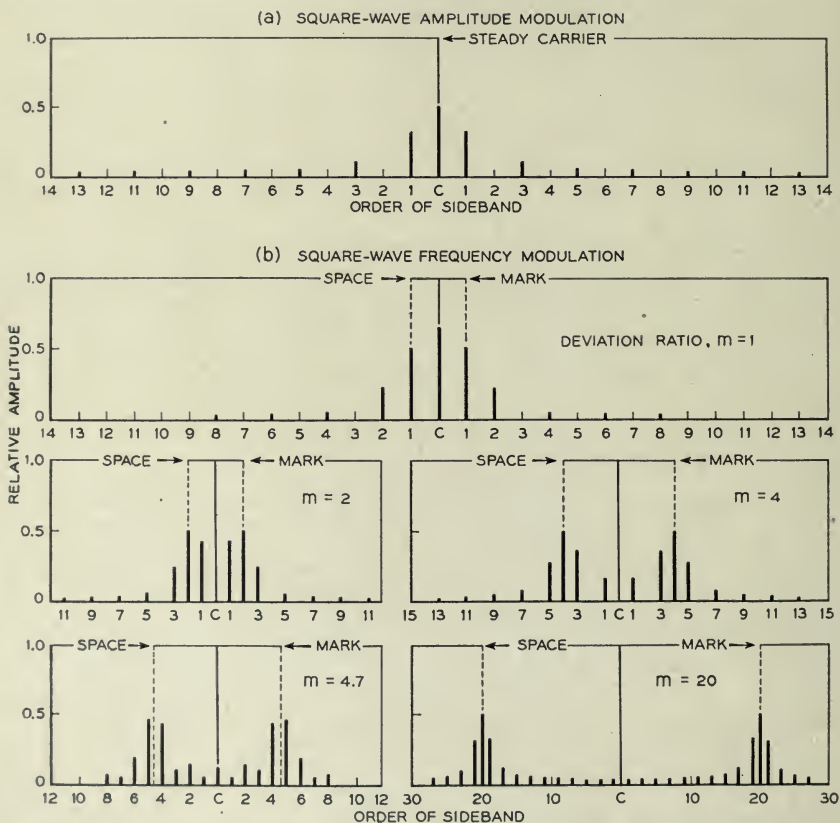 (a) SQUARE-WAVE AMPLITUDE MODULATION
1.0
STEADY CARRIER
0.5
0
14 13 12 11 10 9 8 7 6 5 4 3 2 1 C 1 2 3 4 5 6 7 8 9 10 11 12 13 14
ORDER OF SIDEBAND
(b) SQUARE-WAVE FREQUENCY MODULATION
SPACE MARK
1.0
DEVIATION RATIO, m = 1
0.5
0
14 13 12 11 10 9 8 7 6 5 4 3 2 1 C 1 2 3 4 5 6 7 8 9 10 11 12 13 14
RELATIVE AMPLITUDE
1.0
SPACE MARK
m = 2
0.5
0
11 9 7 5 3 1 C 1 3 5 7 9 11
SPACE MARK
m = 4
15 13 11 9 7 5 3 1 C 1 3 5 7 9 11 13 15
SPACE MARK
1.0
m = 4.7
0.5
0
12 10 8 6 4 2 C 2 4 6 8 10 12
SPACE MARK
m = 20
30 20 10 C 10 20 30
ORDER OF SIDEBAND